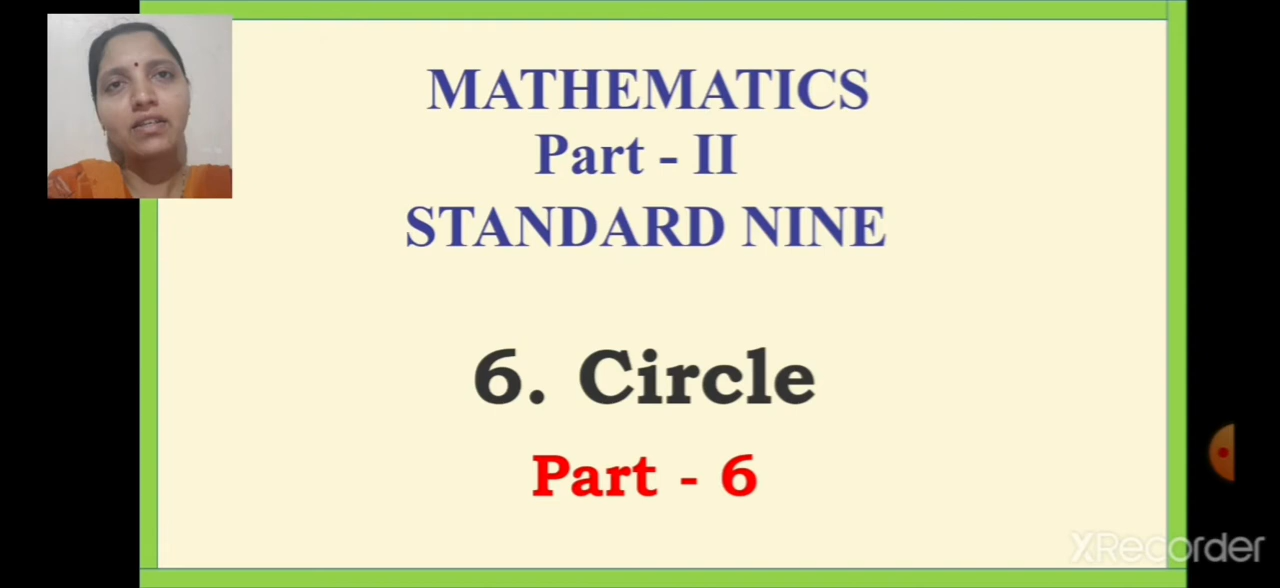 MATHEMATICS
Part - II
STANDARD NINE
6. Circle
Part - 6
XRecorder